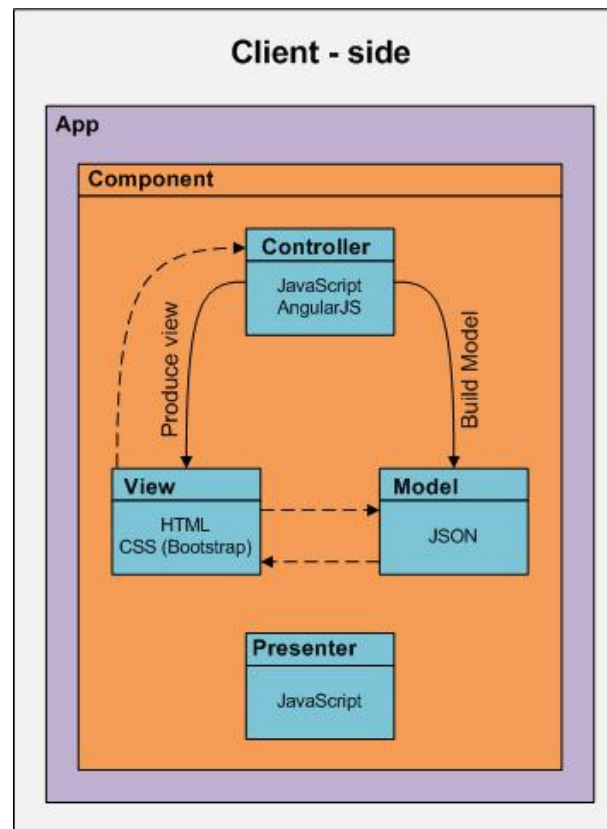 Client - side
App
Component
Controller
JavaScript
AngularJS
Produce view
Build Model
View
HTML
CSS (Bootstrap)
Model
JSON
Presenter
JavaScript